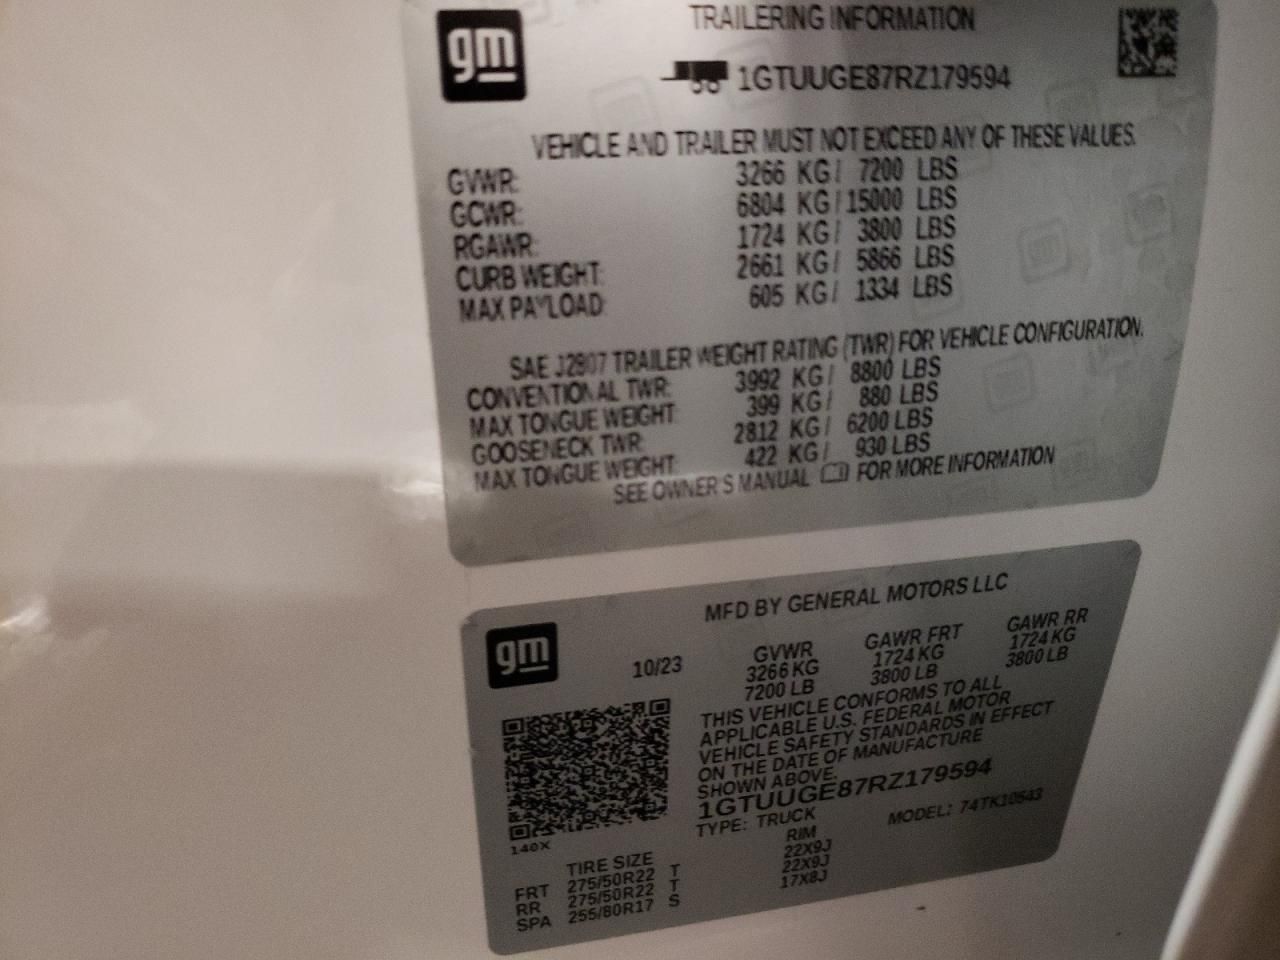 gm
TRAILERING INFORMATION
1GTUUGE87RZ179594
VEHICLE AND TRAILER MUST NOT EXCEED ANY OF THESE VALUES.
GVWR: 3266 KG/ 7200 LBS
GCWR: 6804 KG/ 15000 LBS
RGAWR: 1724 KG/ 3800 LBS
CURB WEIGHT: 2661 KG/ 5866 LBS
MAX PAYLOAD: 605 KG/ 1334 LBS
SAE J2807 TRAILER WEIGHT RATING (TWR) FOR VEHICLE CONFIGURATION.
CONVENTIONAL TWR: 3992 KG/ 8800 LBS
MAX TONGUE WEIGHT: 399 KG/ 880 LBS
GOOSENECK TWR: 2812 KG/ 6200 LBS
MAX TONGUE WEIGHT: 422 KG/ 930 LBS
SEE OWNER'S MANUAL FOR MORE INFORMATION
MFD BY GENERAL MOTORS LLC
gm
10/23
GVWR GAWR FRT GAWR RR
3266 KG 1724 KG 1724 KG
7200 LB 3800 LB 3800 LB
THIS VEHICLE CONFORMS TO ALL
APPLICABLE U.S. FEDERAL MOTOR
VEHICLE SAFETY STANDARDS IN EFFECT
ON THE DATE OF MANUFACTURE
SHOWN ABOVE.
1GTUUGE87RZ179594
TYPE: TRUCK MODEL: 74TK10543
140X
TIRE SIZE RIM
FRT 275/50R22 T 22X9J
RR 275/50R22 T 22X9J
SPA 255/80R17 S 17X8J